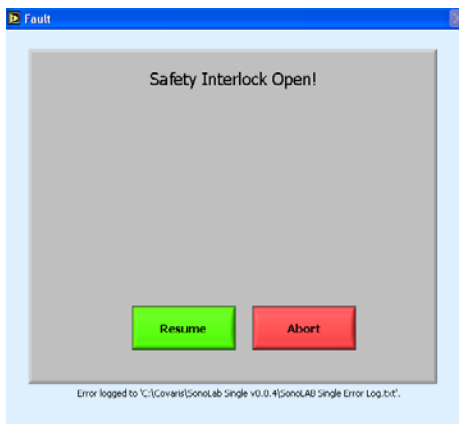 Fault
Safety Interlock Open!
Resume
Abort
Error logged to 'C:\Covaris\SonoLab Single v0.0.4\SonoLAB Single Error Log.txt'.